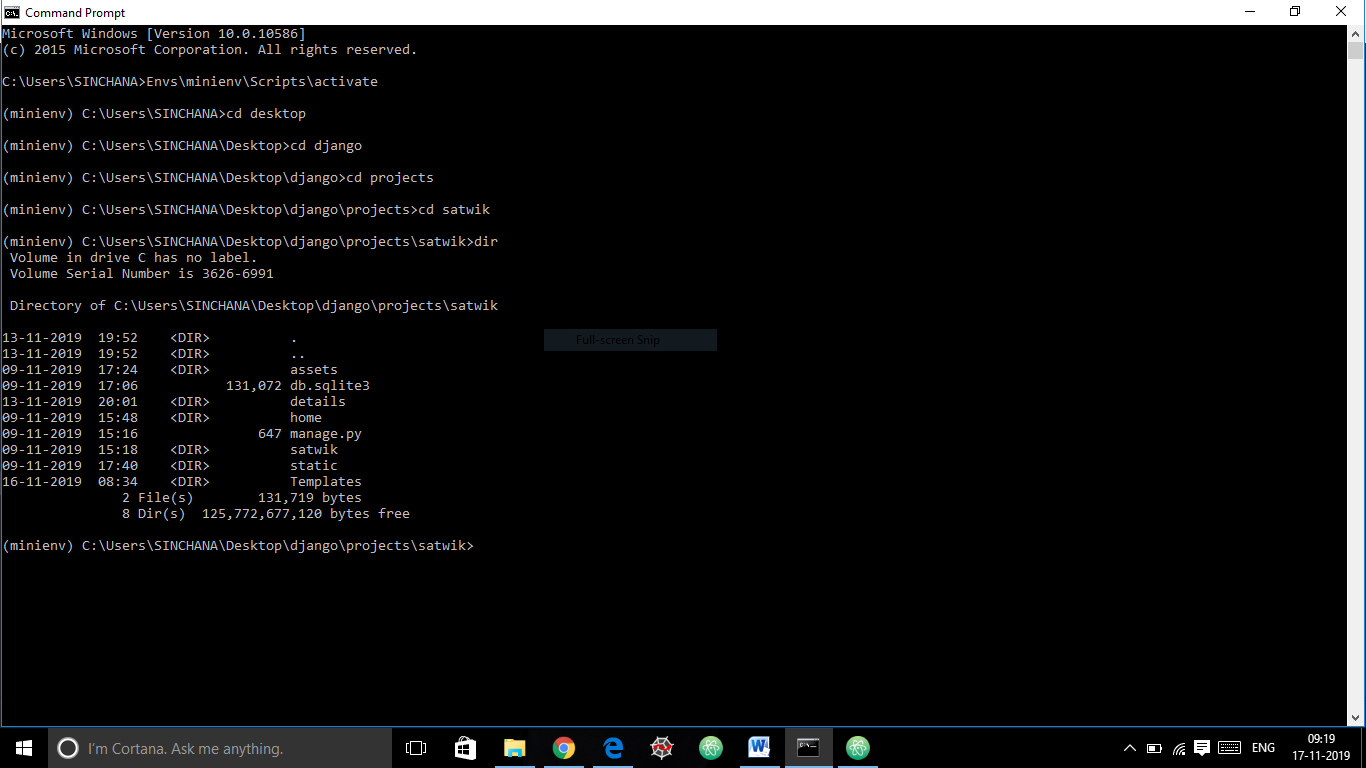 Command Prompt
Microsoft Windows [Version 10.0.10586]
(c) 2015 Microsoft Corporation. All rights reserved.
C:\Users\SINCHANA>Envs\minienv\Scripts\activate
(minienv) C:\Users\SINCHANA>cd desktop
(minienv) C:\Users\SINCHANA\Desktop>cd django
(minienv) C:\Users\SINCHANA\Desktop\django>cd projects
(minienv) C:\Users\SINCHANA\Desktop\django\projects>cd satwik
(minienv) C:\Users\SINCHANA\Desktop\django\projects\satwik>dir
 Volume in drive C has no label.
 Volume Serial Number is 3626-6991
 Directory of C:\Users\SINCHANA\Desktop\django\projects\satwik
13-11-2019  19:52    <DIR>          .
Full-screen Snip
13-11-2019  19:52    <DIR>          ..
09-11-2019  17:24    <DIR>          assets
09-11-2019  17:06           131,072 db.sqlite3
13-11-2019  20:01    <DIR>          details
09-11-2019  15:48    <DIR>          home
09-11-2019  15:16               647 manage.py
09-11-2019  15:18    <DIR>          satwik
09-11-2019  17:40    <DIR>          static
16-11-2019  08:34    <DIR>          Templates
               2 File(s)        131,719 bytes
               8 Dir(s)  125,772,677,120 bytes free
(minienv) C:\Users\SINCHANA\Desktop\django\projects\satwik>
I'm Cortana. Ask me anything.
ENG
09:19
17-11-2019